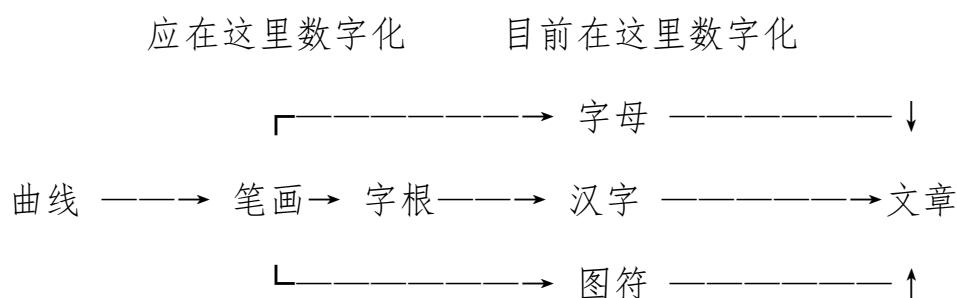 应在这里数字化 目前在这里数字化
┏—————→ 字母 ——————↓
曲线 ——→ 笔画→ 字根——→ 汉字 —————→文章
┗—————→ 图符 ——————↑